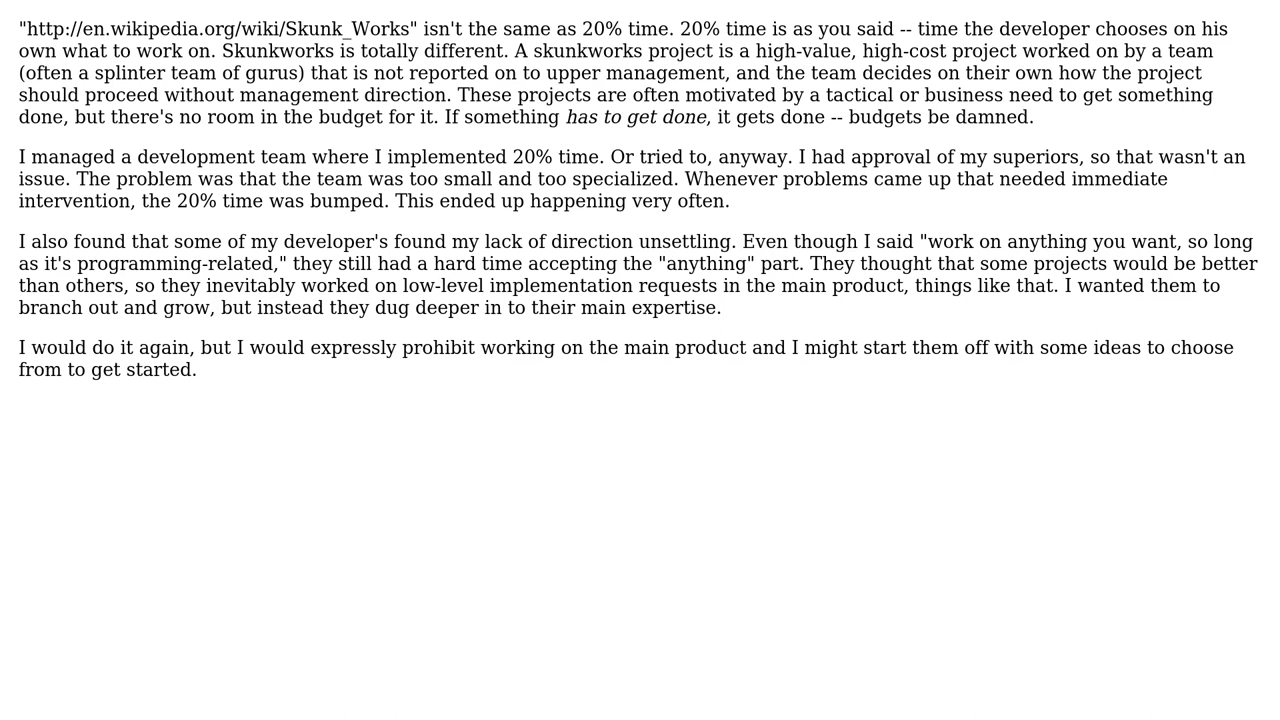 "http://en.wikipedia.org/wiki/Skunk_Works" isn't the same as 20% time. 20% time is as you said -- time the developer chooses on his
own what to work on. Skunkworks is totally different. A skunkworks project is a high-value, high-cost project worked on by a team
(often a splinter team of gurus) that is not reported on to upper management, and the team decides on their own how the project
should proceed without management direction. These projects are often motivated by a tactical or business need to get something
done, but there's no room in the budget for it. If something has to get done, it gets done -- budgets be damned.
I managed a development team where I implemented 20% time. Or tried to, anyway. I had approval of my superiors, so that wasn't an
issue. The problem was that the team was too small and too specialized. Whenever problems came up that needed immediate
intervention, the 20% time was bumped. This ended up happening very often.
I also found that some of my developer's found my lack of direction unsettling. Even though I said "work on anything you want, so long
as it's programming-related," they still had a hard time accepting the "anything" part. They thought that some projects would be better
than others, so they inevitably worked on low-level implementation requests in the main product, things like that. I wanted them to
branch out and grow, but instead they dug deeper in to their main expertise.
I would do it again, but I would expressly prohibit working on the main product and I might start them off with some ideas to choose
from to get started.